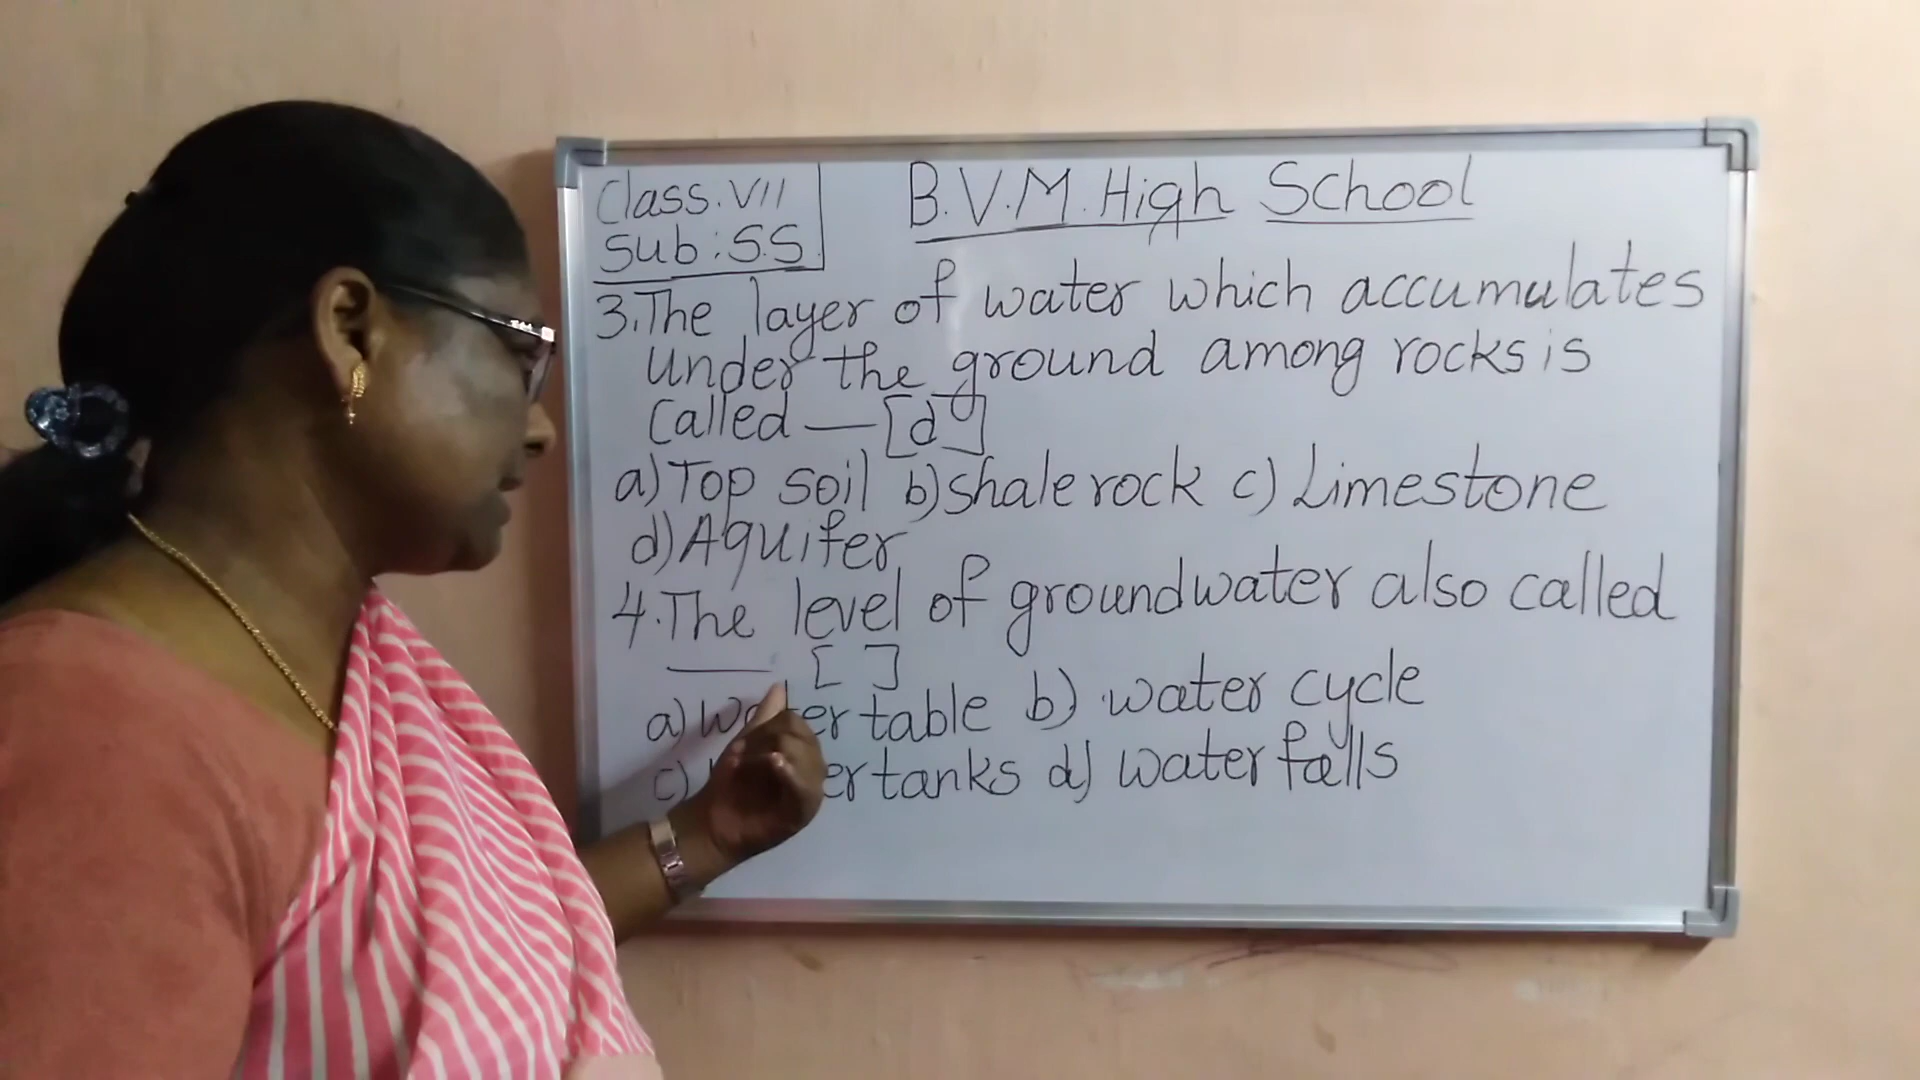 Class.VII
Sub:S.S
B.V.M.High School
3.The layer of water which accumulates
under the ground among rocks is
called — [d]
a)Top soil b)shale rock c) Limestone
d)Aquifer
4.The level of groundwater also called
____ [ ]
a)Water table b) water cycle
c) tanks d) water falls